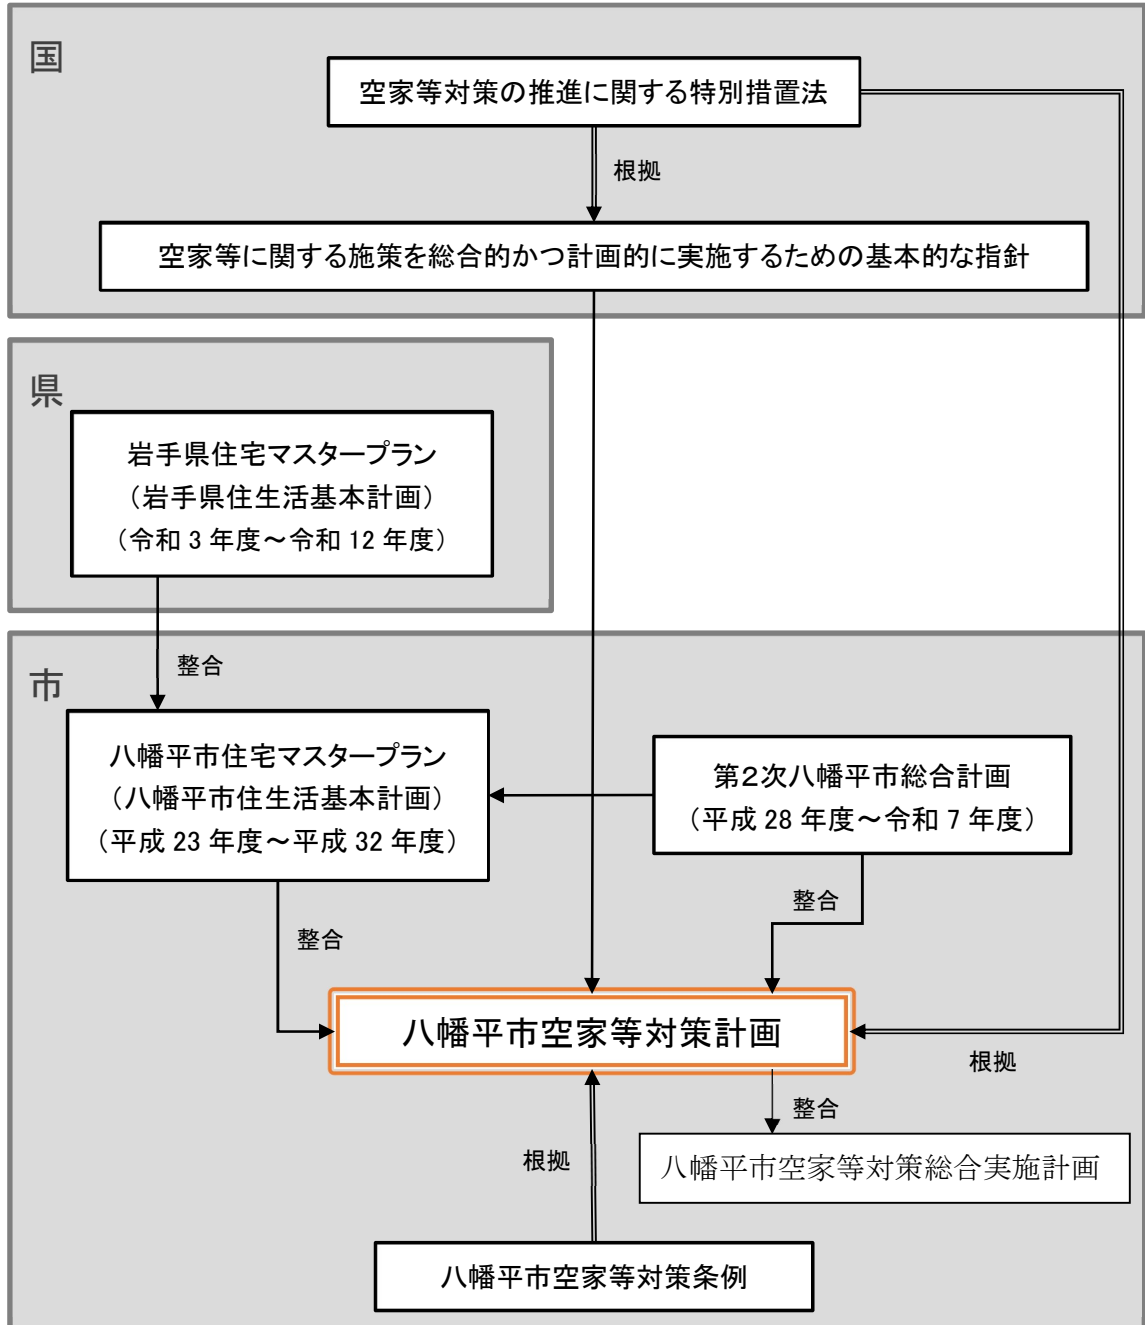 国
空家等対策の推進に関する特別措置法
根拠
空家等に関する施策を総合的かつ計画的に実施するための基本的な指針
県
岩手県住宅マスタープラン
（岩手県住生活基本計画）
（令和 3 年度～令和 12 年度）
整合
市
八幡平市住宅マスタープラン
（八幡平市住生活基本計画）
（平成 23 年度～平成 32 年度）
第２次八幡平市総合計画
（平成 28 年度～令和 7 年度）
整合
整合
八幡平市空家等対策計画
根拠
整合
根拠
八幡平市空家等対策総合実施計画
八幡平市空家等対策条例